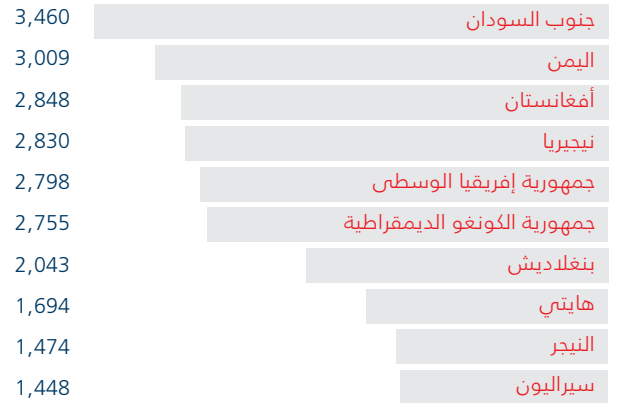 جنوب السودان 3,460
اليمن 3,009
أفغانستان 2,848
نيجيريا 2,830
جمهورية إفريقيا الوسطى 2,798
جمهورية الكونغو الديمقراطية 2,755
بنغلاديش 2,043
هايتي 1,694
النيجر 1,474
سيراليون 1,448